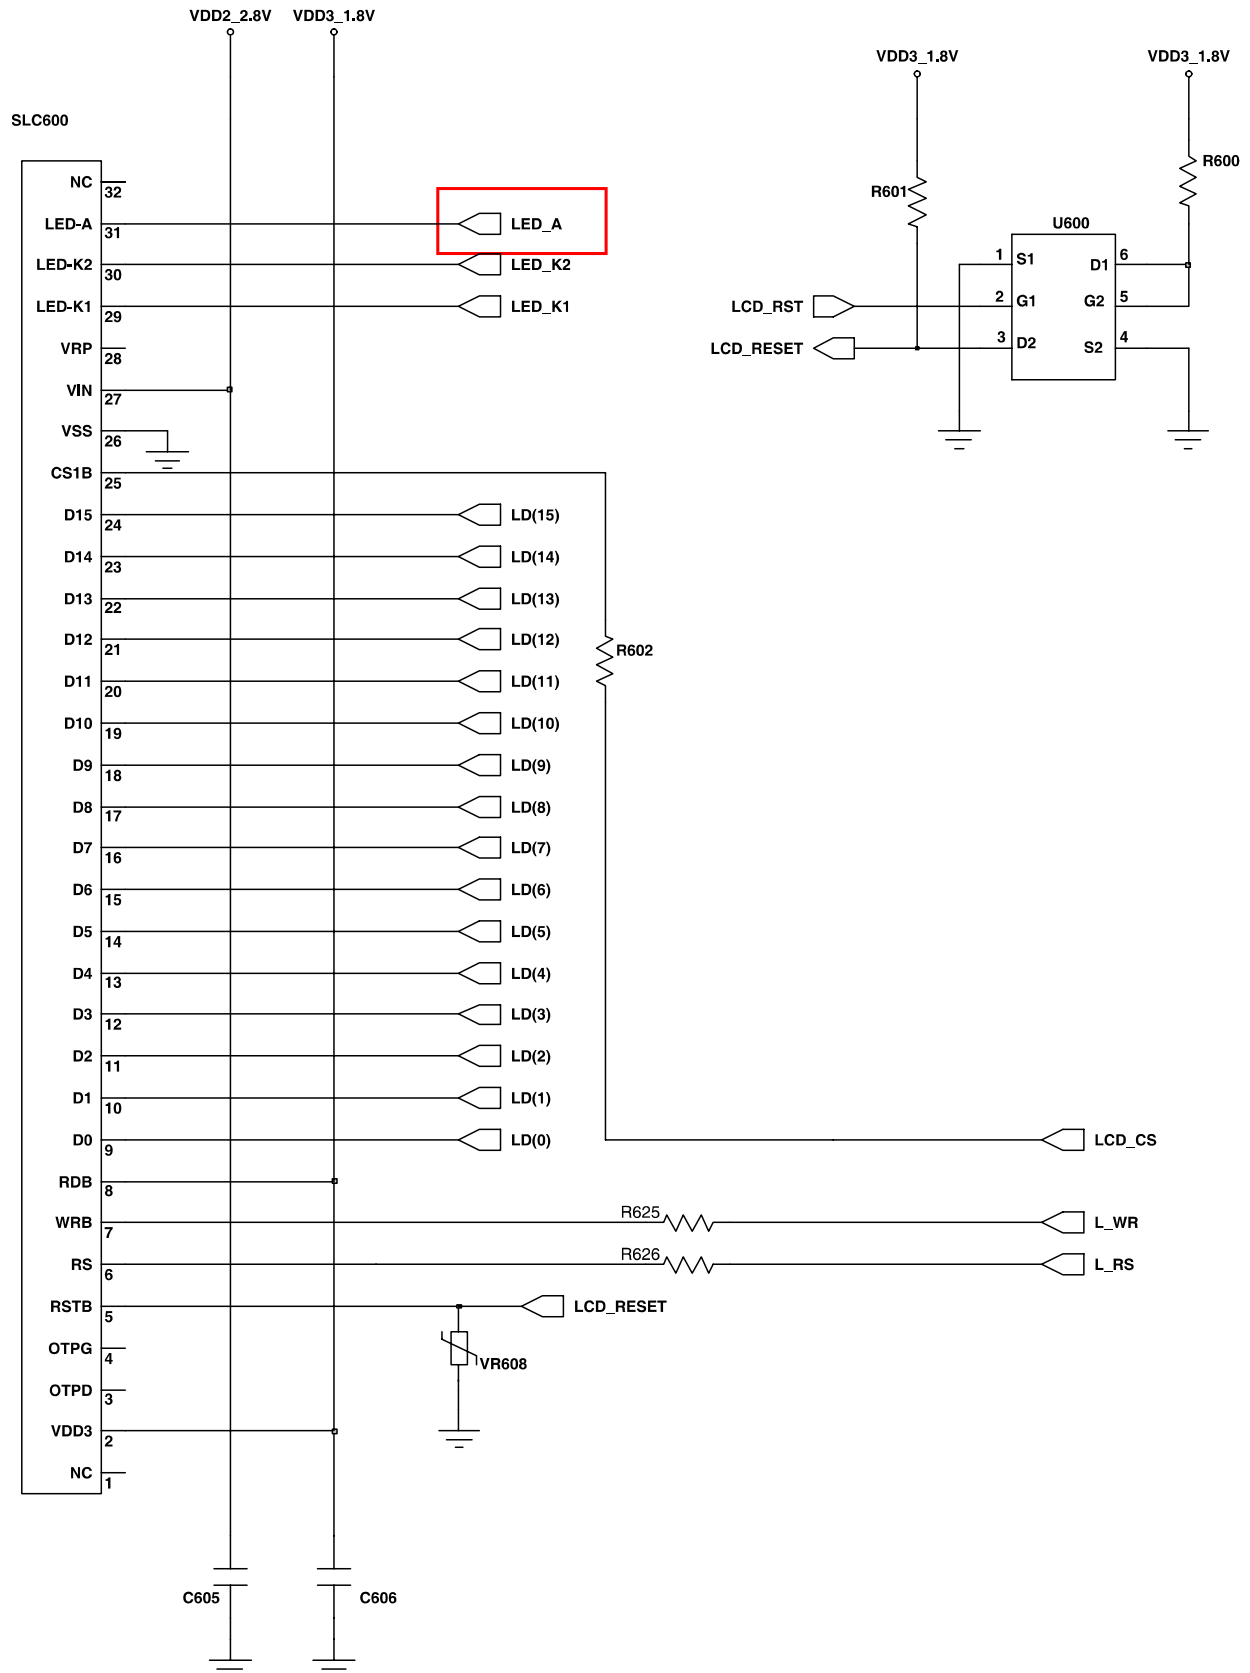 VDD2_2.8V VDD3_1.8V
VDD3_1.8V VDD3_1.8V
SLC600
R600
R601
U600
NC 32
LED-A 31 LED_A
LED-K2 30 LED_K2
LED-K1 29 LED_K1
VRP 28
VIN 27
VSS 26
CS1B 25
1 S1 D1 6
LCD_RST 2 G1 G2 5
LCD_RESET 3 D2 S2 4
D15 24 LD(15)
D14 23 LD(14)
D13 22 LD(13)
D12 21 LD(12)
R602
D11 20 LD(11)
D10 19 LD(10)
D9 18 LD(9)
D8 17 LD(8)
D7 16 LD(7)
D6 15 LD(6)
D5 14 LD(5)
D4 13 LD(4)
D3 12 LD(3)
D2 11 LD(2)
D1 10 LD(1)
D0 9 LD(0) LCD_CS
RDB 8
WRB 7 R625 L_WR
RS 6 R626 L_RS
RSTB 5 LCD_RESET
OTPG 4
VR608
OTPD 3
VDD3 2
NC 1
C605 C606